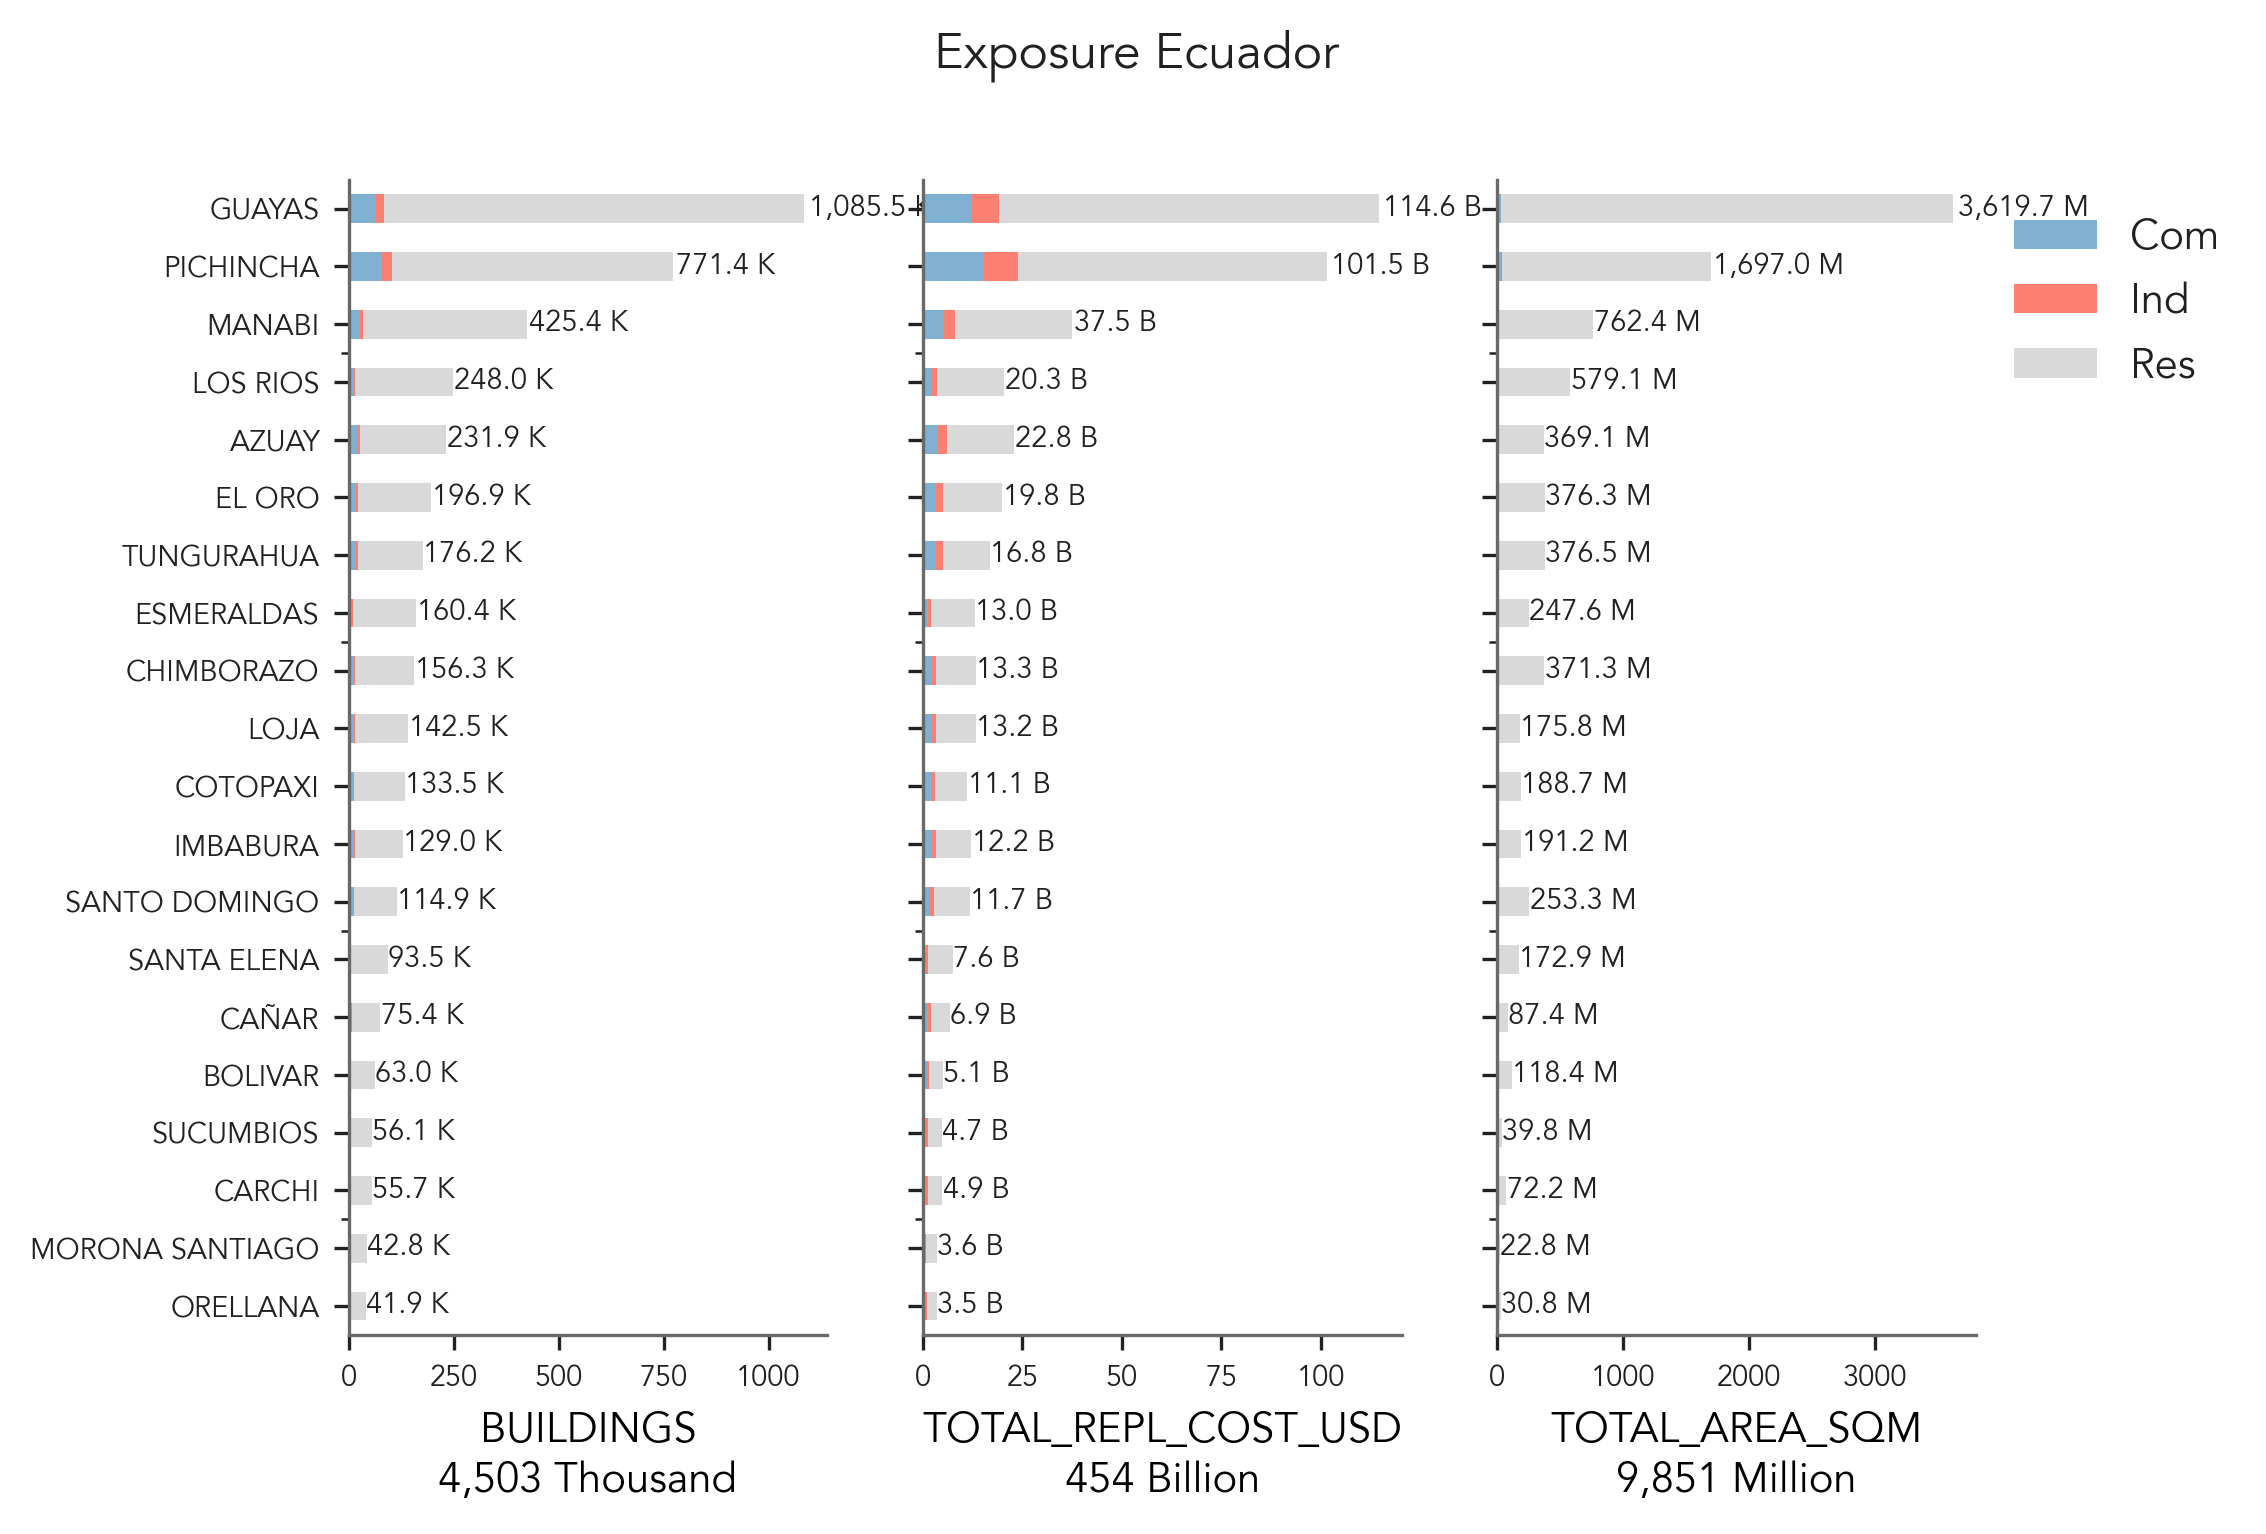 Exposure Ecuador
GUAYAS 1,085.5 K 114.6 B 3,619.7 M
PICHINCHA 771.4 K 101.5 B 1,697.0 M
MANABI 425.4 K 37.5 B 762.4 M
LOS RIOS 248.0 K 20.3 B 579.1 M
AZUAY 231.9 K 22.8 B 369.1 M
EL ORO 196.9 K 19.8 B 376.3 M
TUNGURAHUA 176.2 K 16.8 B 376.5 M
ESMERALDAS 160.4 K 13.0 B 247.6 M
CHIMBORAZO 156.3 K 13.3 B 371.3 M
LOJA 142.5 K 13.2 B 175.8 M
COTOPAXI 133.5 K 11.1 B 188.7 M
IMBABURA 129.0 K 12.2 B 191.2 M
SANTO DOMINGO 114.9 K 11.7 B 253.3 M
SANTA ELENA 93.5 K 7.6 B 172.9 M
CAÑAR 75.4 K 6.9 B 87.4 M
BOLIVAR 63.0 K 5.1 B 118.4 M
SUCUMBIOS 56.1 K 4.7 B 39.8 M
CARCHI 55.7 K 4.9 B 72.2 M
MORONA SANTIAGO 42.8 K 3.6 B 22.8 M
ORELLANA 41.9 K 3.5 B 30.8 M
0 250 500 750 1000 0 25 50 75 100 0 1000 2000 3000
BUILDINGS
4,503 Thousand
TOTAL_REPL_COST_USD
454 Billion
TOTAL_AREA_SQM
9,851 Million
Com
Ind
Res